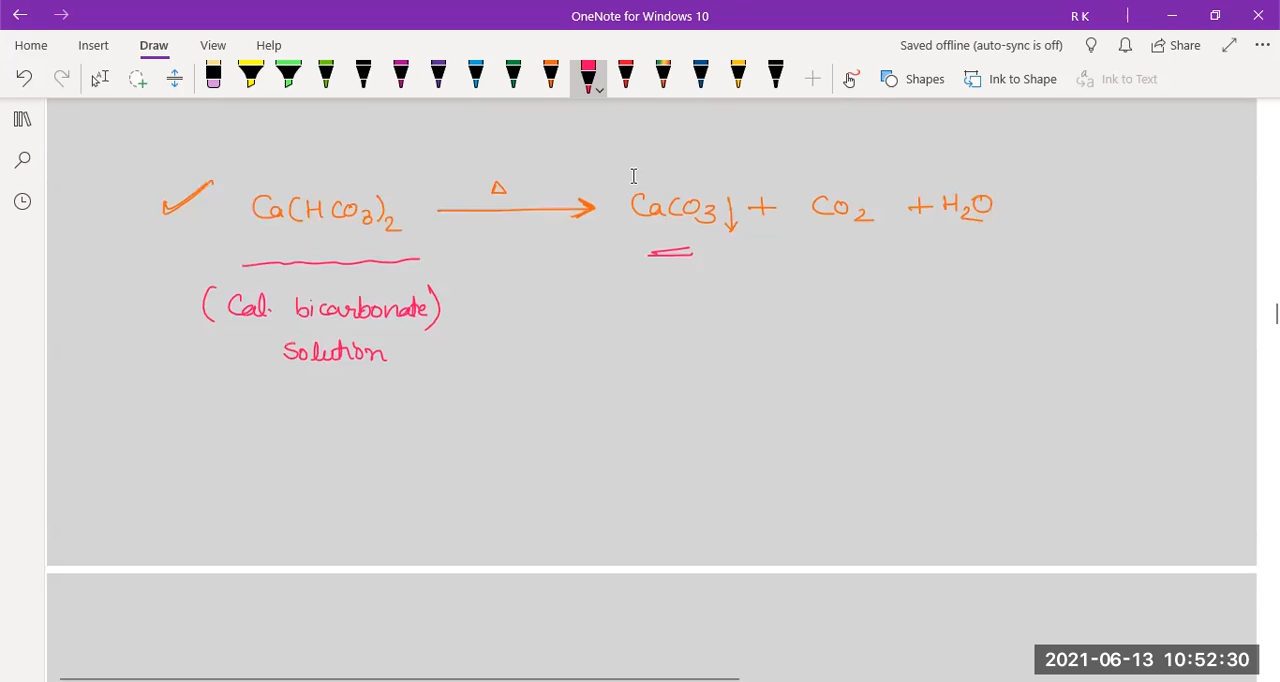 OneNote for Windows 10
R K
Home Insert Draw View Help
Saved offline (auto-sync is off)
Share
Shapes
Ink to Shape
Ink to Text
Δ
Ca(HCO3)2 → CaCO3↓ + CO2 + H2O
(Cal. bicarbonate)
Solution
2021-06-13 10:52:30